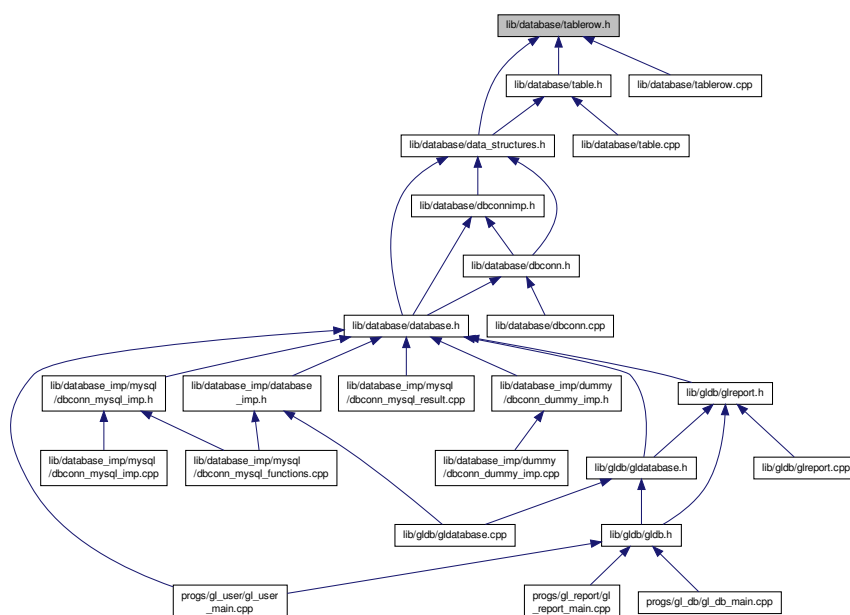 lib/database/tablerow.h
lib/database/table.h
lib/database/tablerow.cpp
lib/database/data_structures.h
lib/database/table.cpp
lib/database/dbconnimp.h
lib/database/dbconn.h
lib/database/database.h
lib/database/dbconn.cpp
lib/database_imp/mysql
/dbconn_mysql_imp.h
lib/database_imp/database
_imp.h
lib/database_imp/mysql
/dbconn_mysql_result.cpp
lib/database_imp/dummy
/dbconn_dummy_imp.h
lib/gldb/glreport.h
lib/database_imp/mysql
/dbconn_mysql_imp.cpp
lib/database_imp/mysql
/dbconn_mysql_functions.cpp
lib/database_imp/dummy
/dbconn_dummy_imp.cpp
lib/gldb/gldatabase.h
lib/gldb/glreport.cpp
lib/gldb/gldatabase.cpp
lib/gldb/gldb.h
progs/gl_user/gl_user
_main.cpp
progs/gl_report/gl
_report_main.cpp
progs/gl_db/gl_db_main.cpp